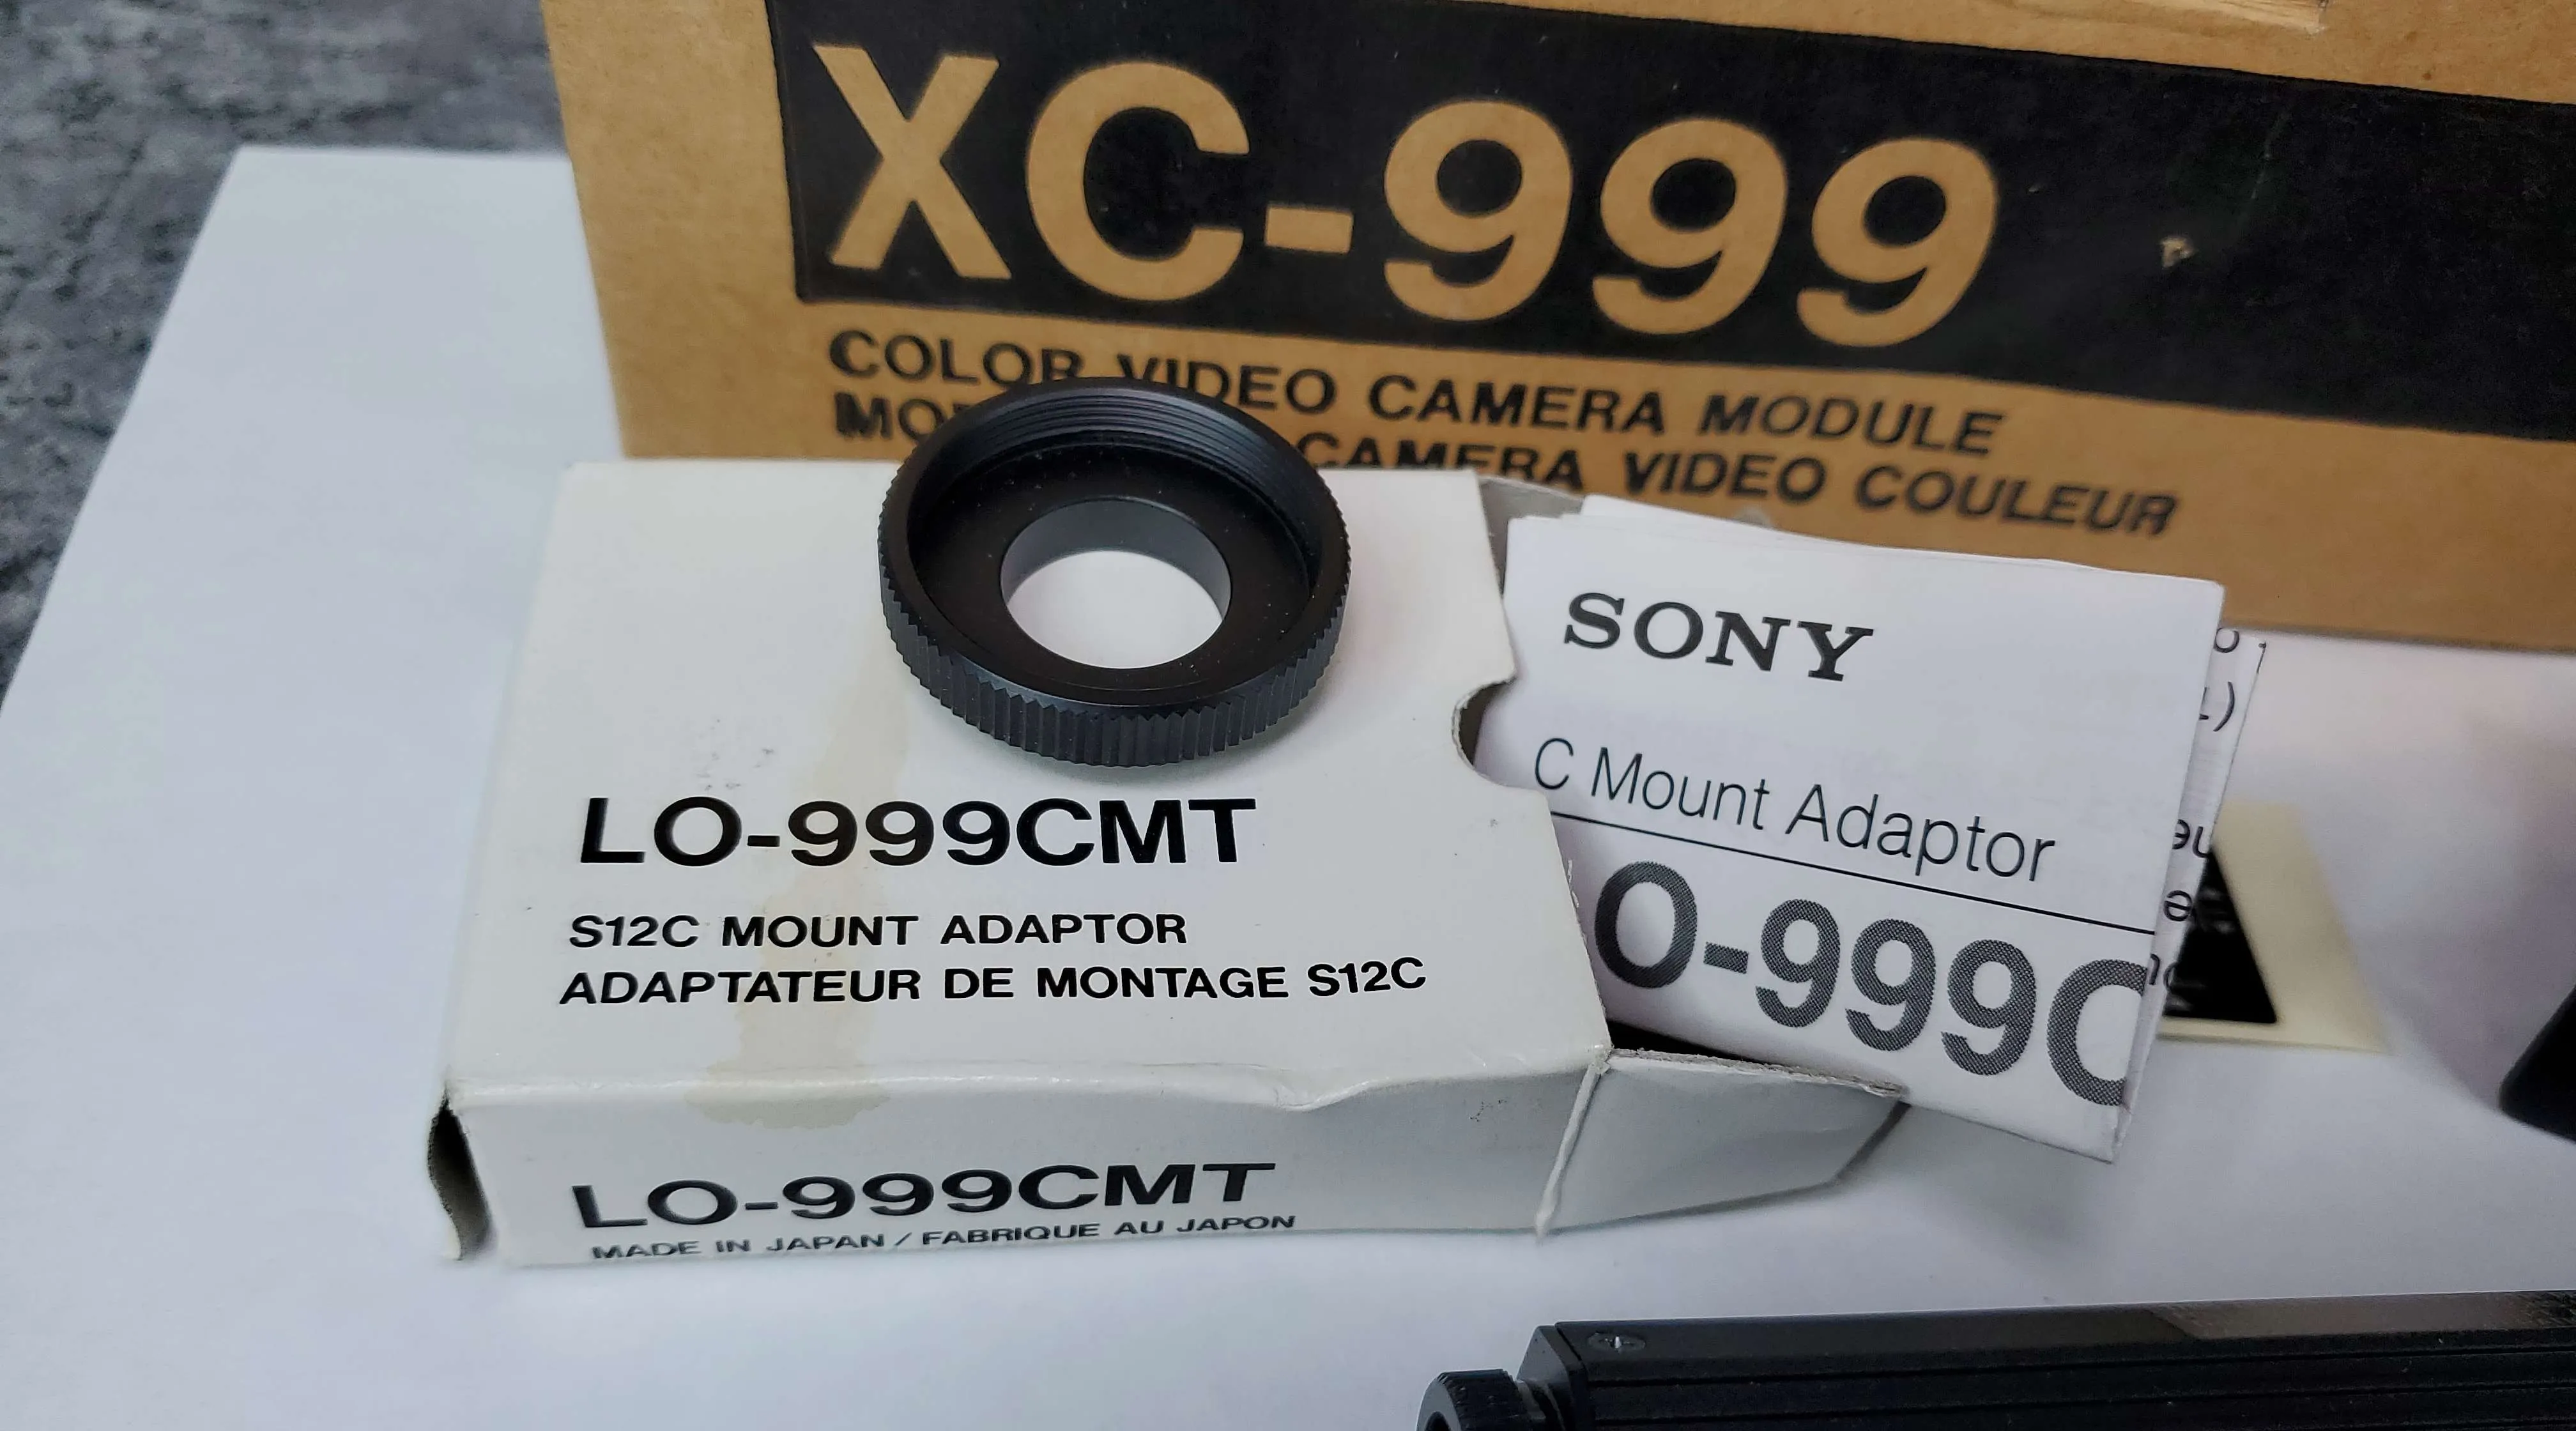 XC-999
COLOR VIDEO CAMERA MODULE
CAMERA VIDEO COULEUR
SONY
C Mount Adaptor
O-999C
LO-999CMT
S12C MOUNT ADAPTOR
ADAPTATEUR DE MONTAGE S12C
LO-999CMT
MADE IN JAPAN / FABRIQUE AU JAPON